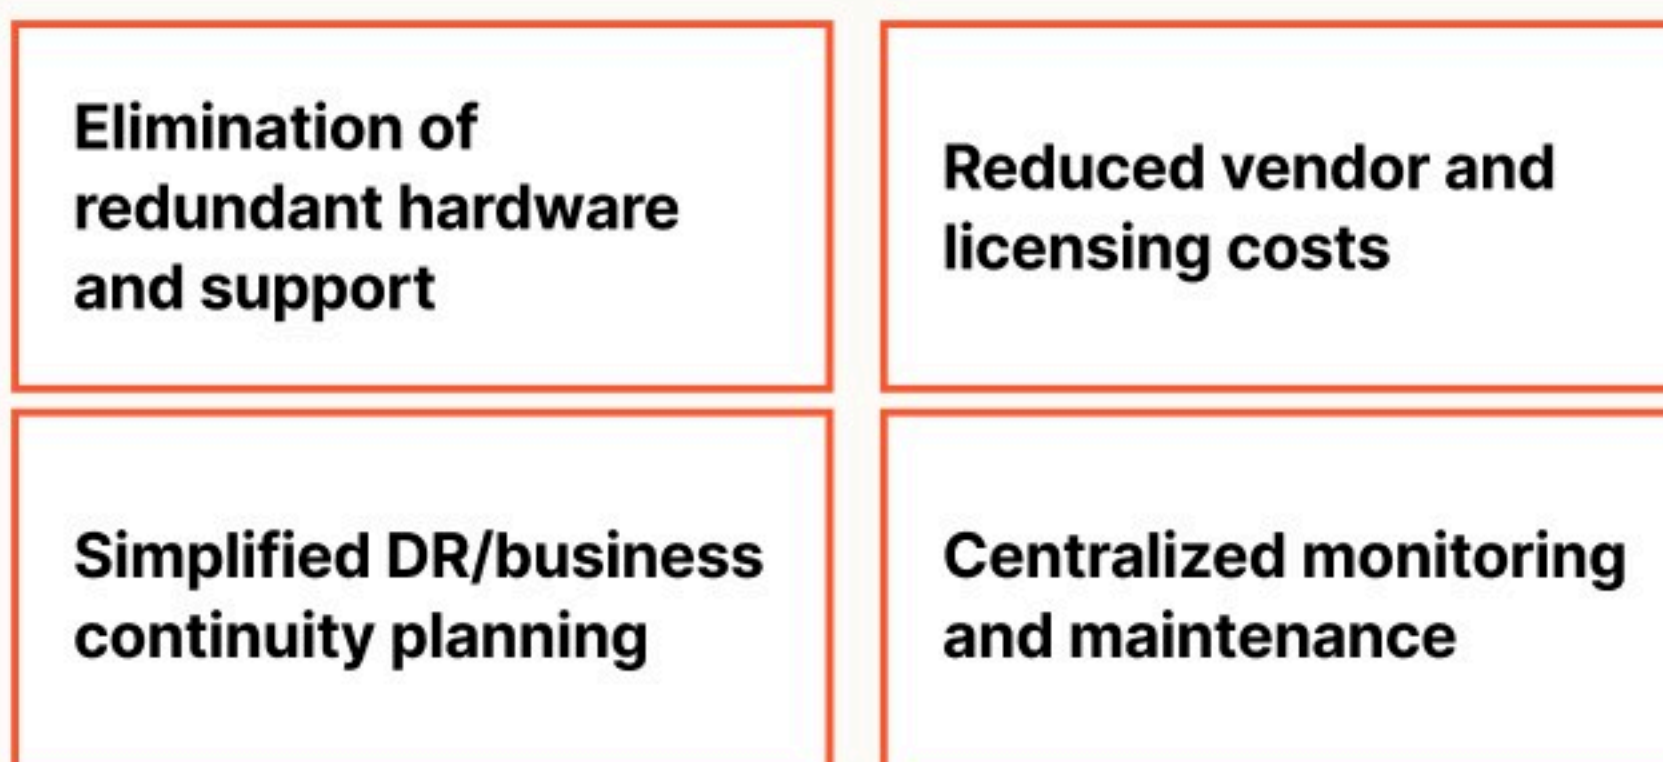 Elimination of
redundant hardware
and support
Reduced vendor and
licensing costs
Simplified DR/business
continuity planning
Centralized monitoring
and maintenance